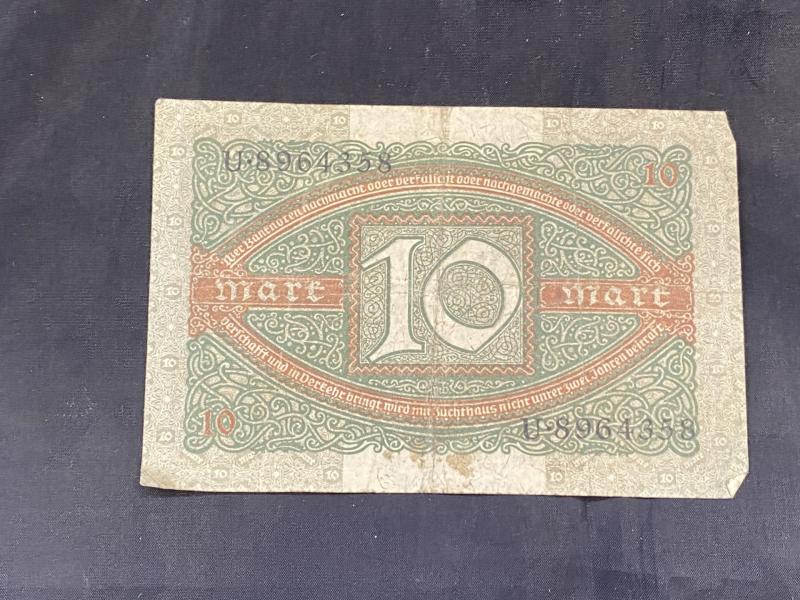 U·8964358
10
Wer Banknoten nachmacht oder verfälscht oder nachgemachte oder verfälschte sich
Mark 10 Mark
verschafft und in Verkehr bringt, wird mit Zuchthaus nicht unter zwei Jahren bestraft
10
U·8964358